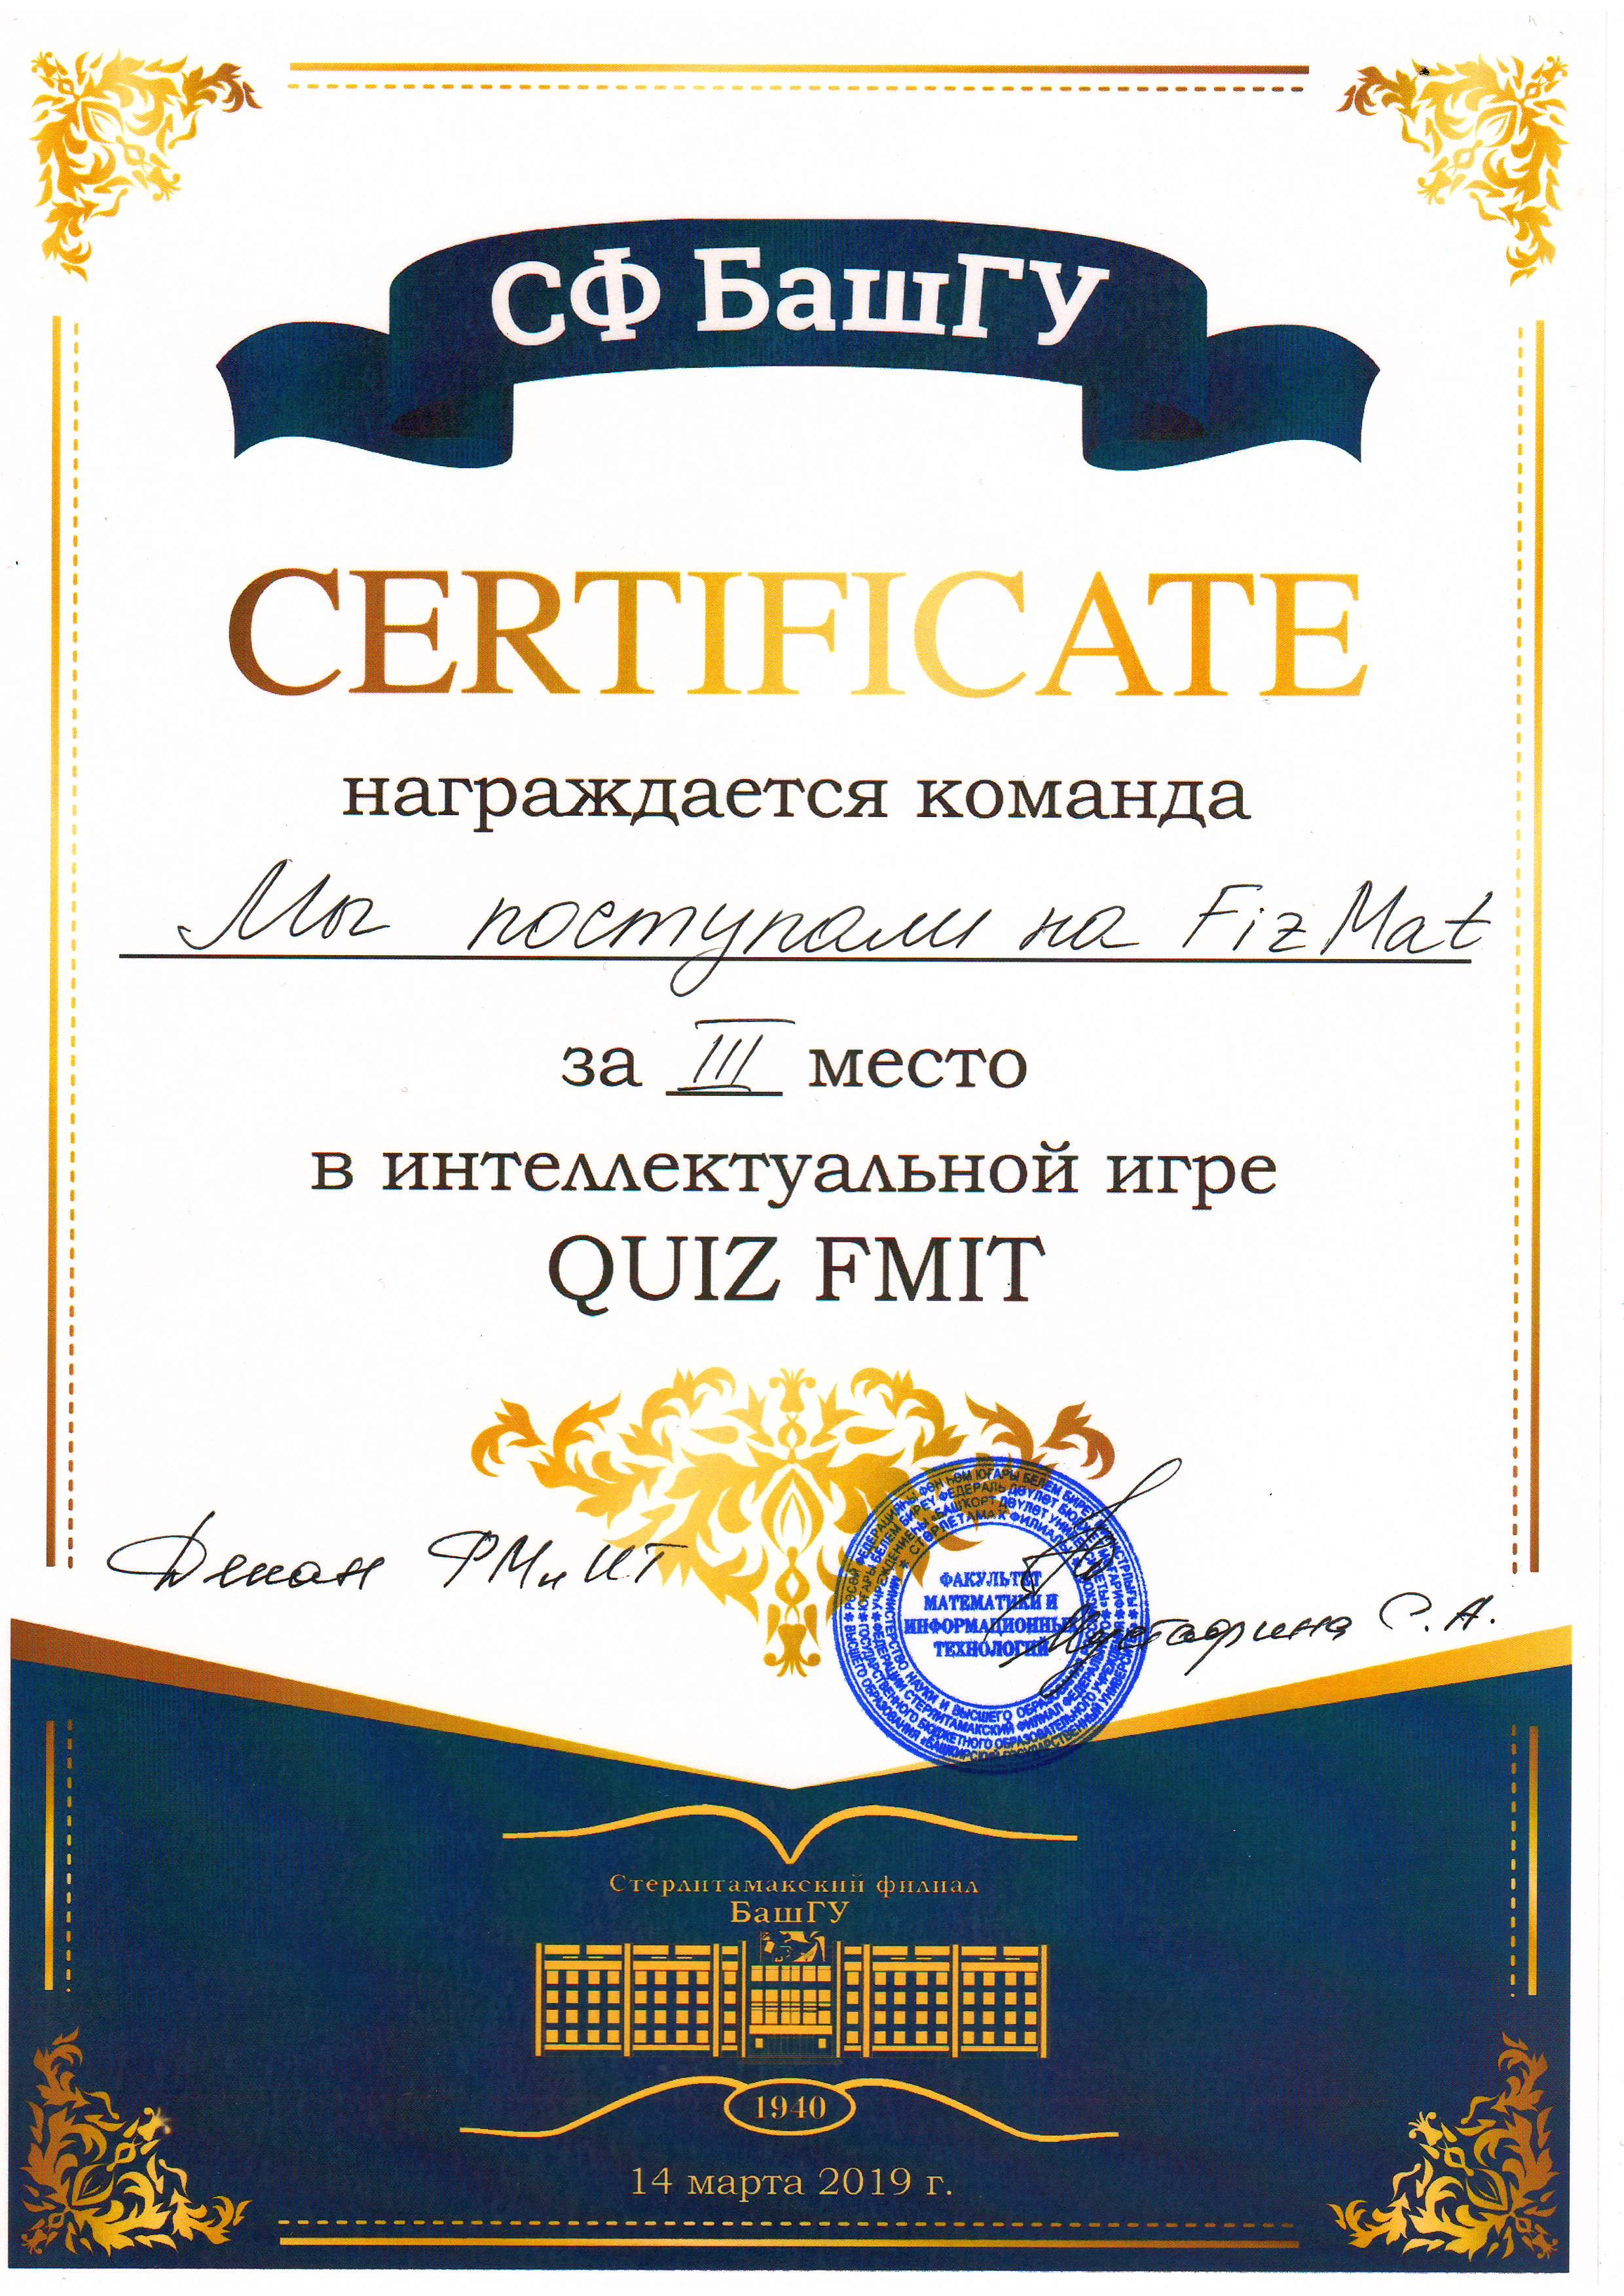 СФ БашГУ
CERTIFICATE
награждается команда
Мы поступали на FizMat
за III место
в интеллектуальной игре
QUIZ FMIT
Декан ФМиИТ
ФАКУЛЬТЕТ
МАТЕМАТИКИ И
ИНФОРМАЦИОННЫХ
ТЕХНОЛОГИЙ
Мустафина С. А.
Стерлитамакский филиал
БашГУ
1940
14 марта 2019 г.